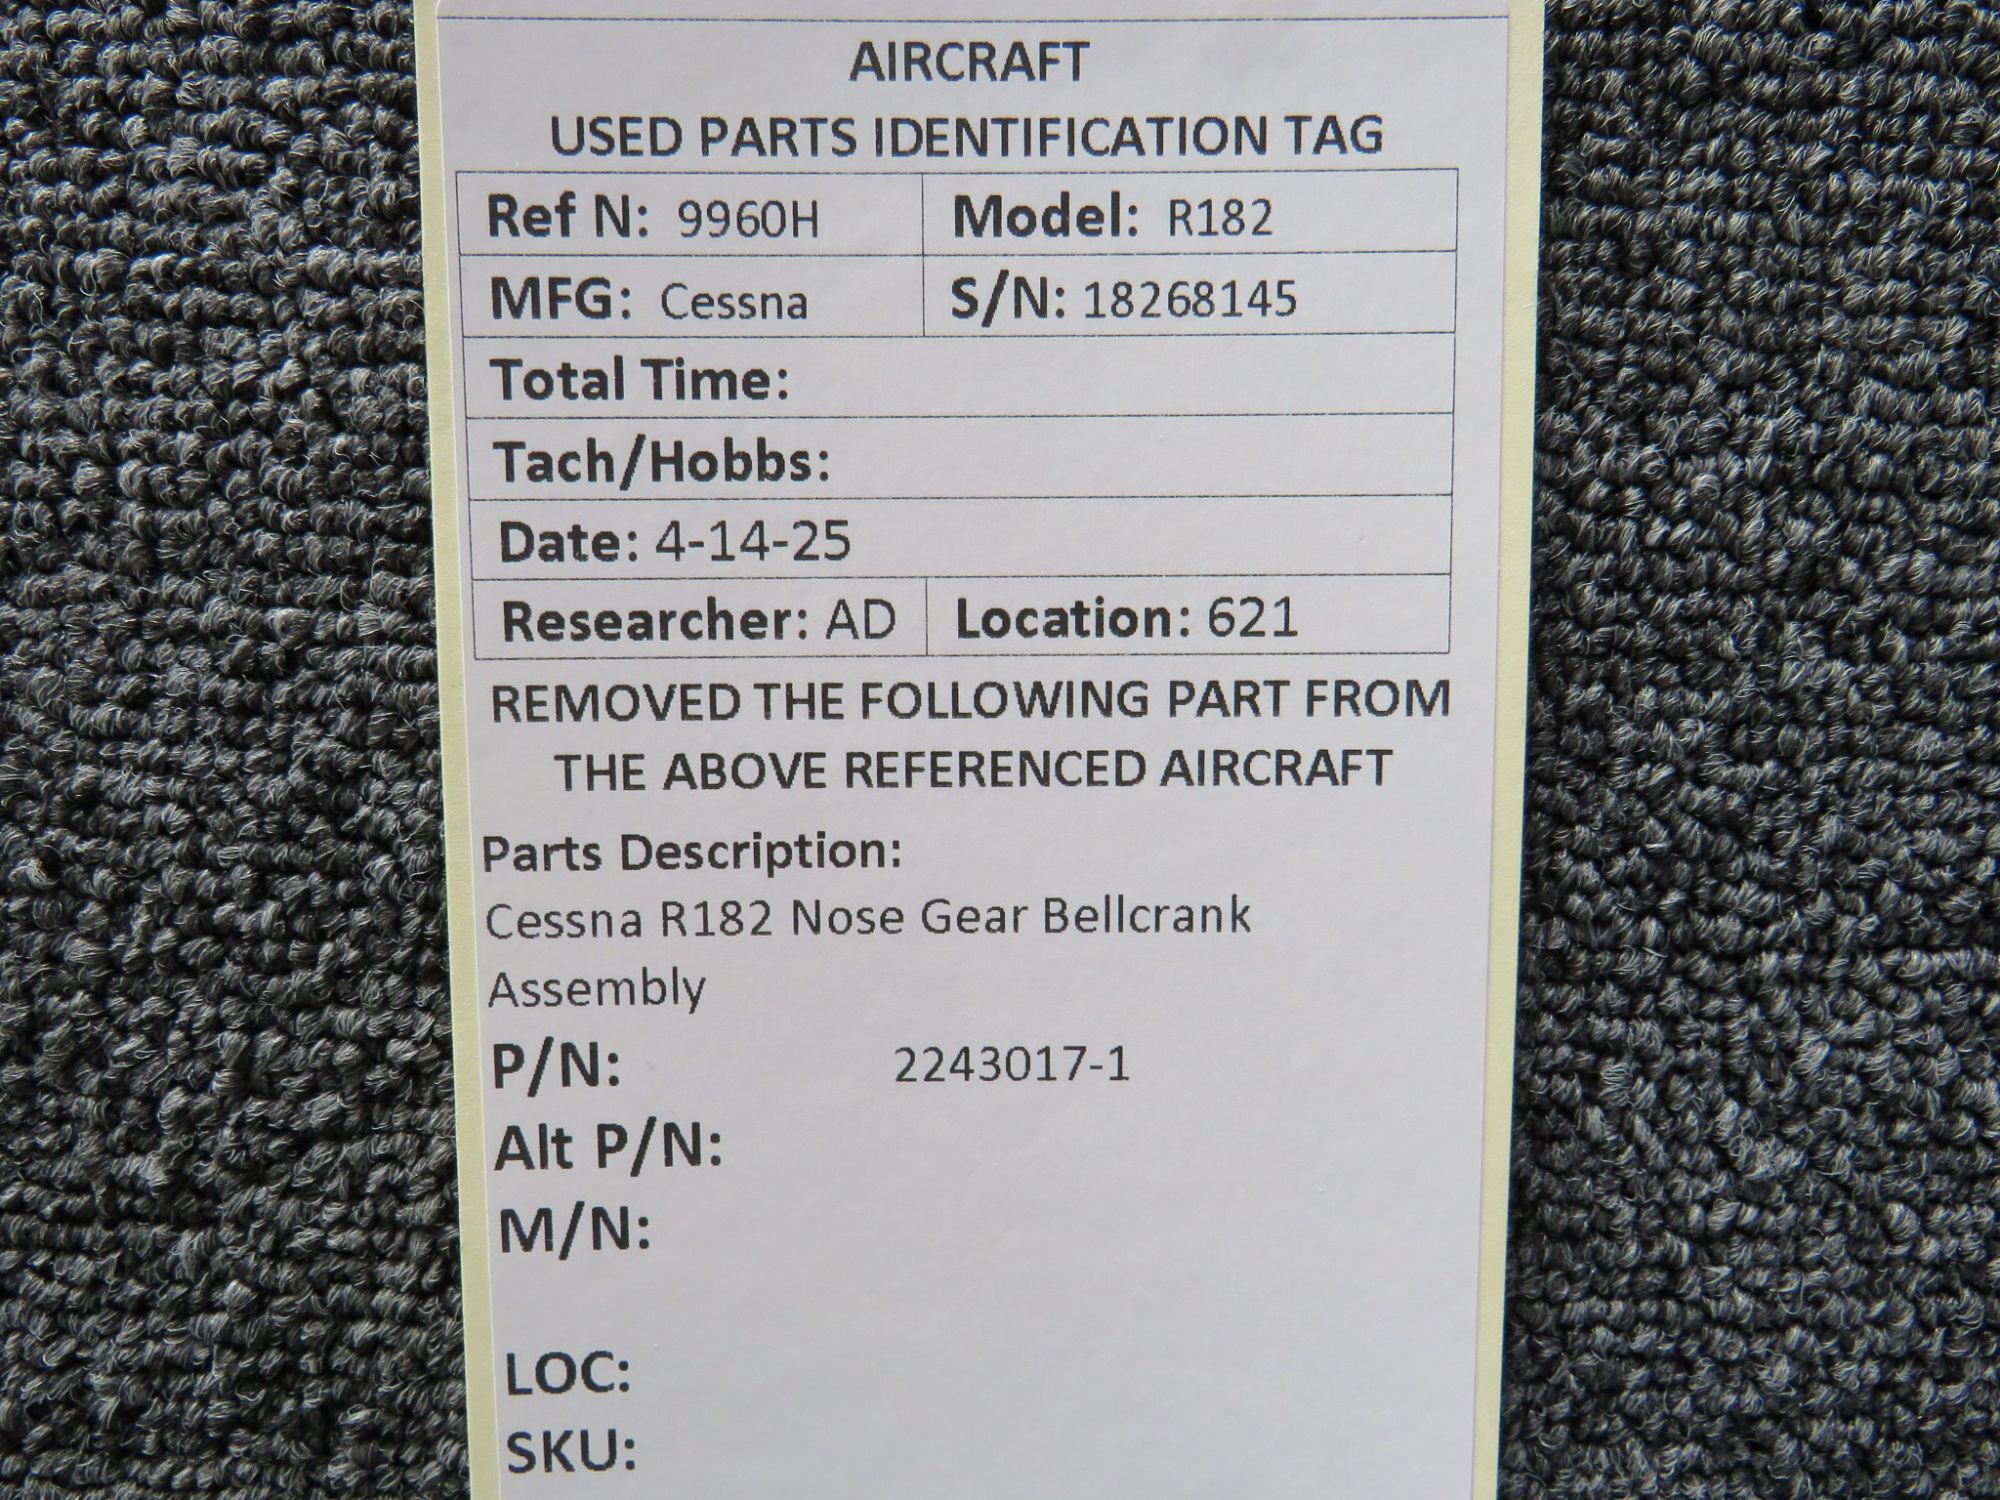 AIRCRAFT
USED PARTS IDENTIFICATION TAG
Ref N: 9960H Model: R182
MFG: Cessna S/N: 18268145
Total Time:
Tach/Hobbs:
Date: 4-14-25
Researcher: AD Location: 621
REMOVED THE FOLLOWING PART FROM
THE ABOVE REFERENCED AIRCRAFT
Parts Description:
Cessna R182 Nose Gear Bellcrank
Assembly
P/N: 2243017-1
Alt P/N:
M/N:
LOC:
SKU: